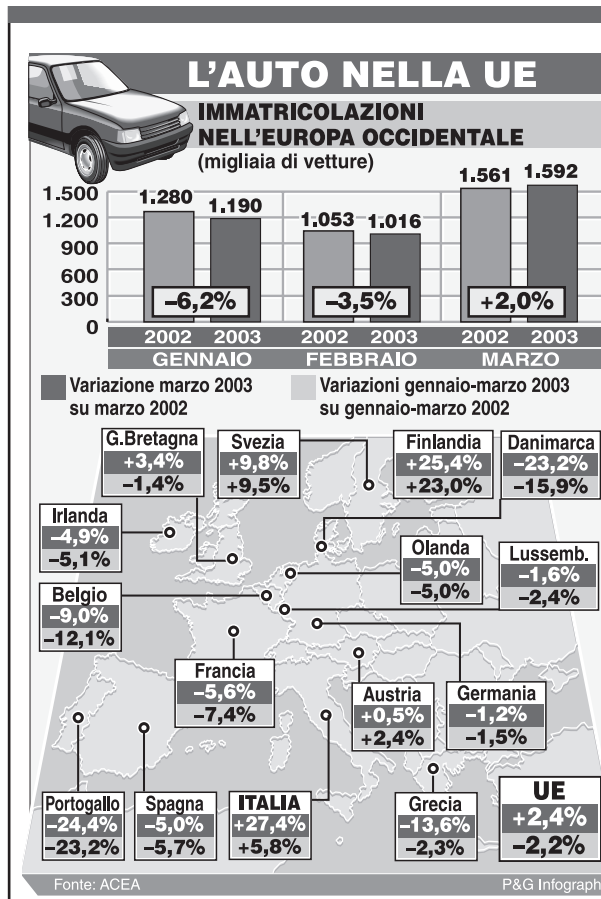 L'AUTO NELLA UE
IMMATRICOLAZIONI
NELL'EUROPA OCCIDENTALE
(migliaia di vetture)
1.500
1.200
900
600
300
0
1.280
1.190
1.053
1.016
1.561
1.592
–6,2%
–3,5%
+2,0%
2002 2003 2002 2003 2002 2003
GENNAIO FEBBRAIO MARZO
Variazione marzo 2003
su marzo 2002
Variazioni gennaio-marzo 2003
su gennaio-marzo 2002
G.Bretagna
+3,4%
–1,4%
Svezia
+9,8%
+9,5%
Finlandia
+25,4%
+23,0%
Danimarca
–23,2%
–15,9%
Irlanda
–4,9%
–5,1%
Olanda
–5,0%
–5,0%
Lussemb.
–1,6%
–2,4%
Belgio
–9,0%
–12,1%
Francia
–5,6%
–7,4%
Austria
+0,5%
+2,4%
Germania
–1,2%
–1,5%
Portogallo
–24,4%
–23,2%
Spagna
–5,0%
–5,7%
ITALIA
+27,4%
+5,8%
Grecia
–13,6%
–2,3%
UE
+2,4%
–2,2%
Fonte: ACEA
P&G Infograph